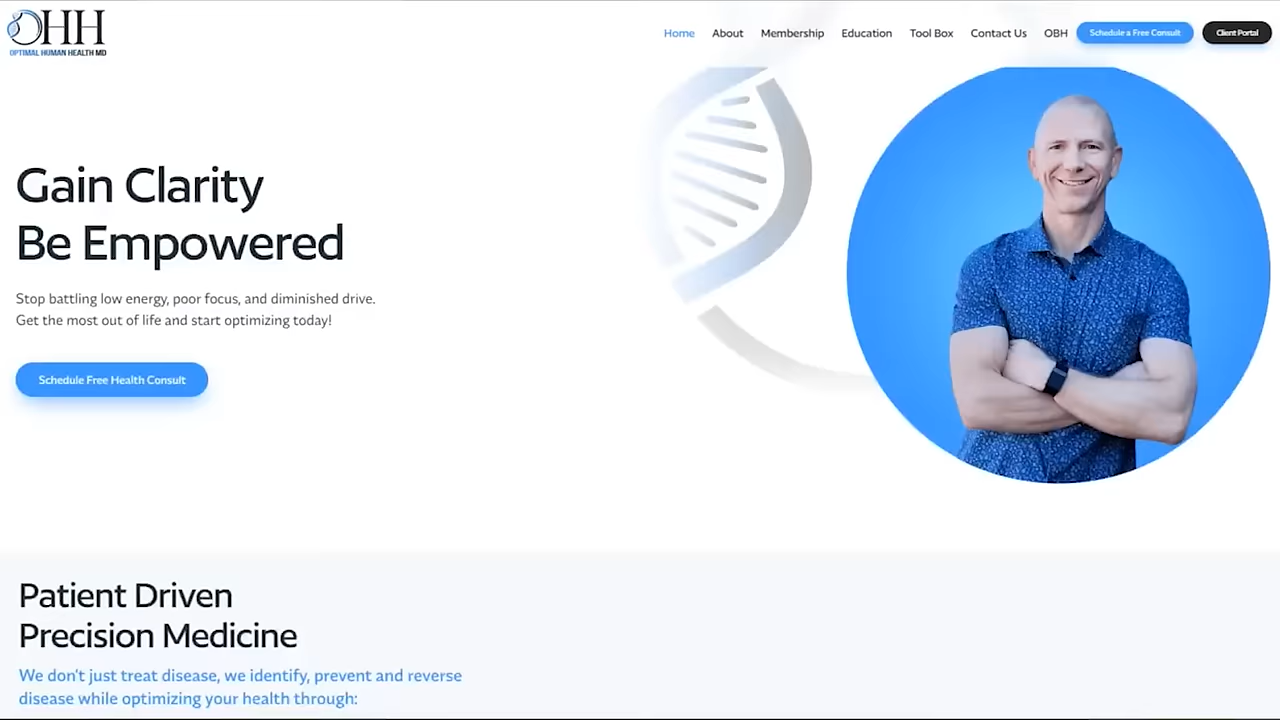 OHH
OPTIMAL HUMAN HEALTH MD
Home About Membership Education Tool Box Contact Us OBH Schedule a Free Consult Client Portal
Gain Clarity
Be Empowered
Stop battling low energy, poor focus, and diminished drive.
Get the most out of life and start optimizing today!
Schedule Free Health Consult
Patient Driven
Precision Medicine
We don't just treat disease, we identify, prevent and reverse
disease while optimizing your health through: